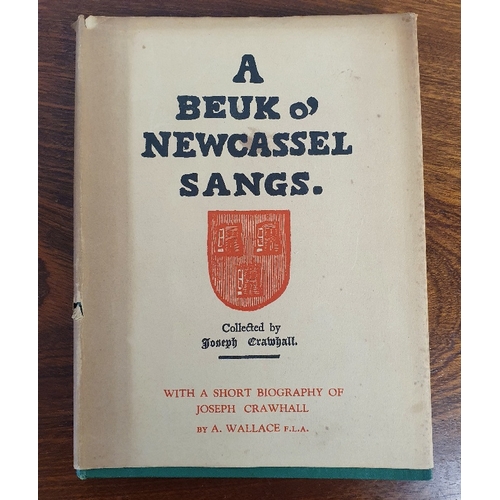 A
BEUK o'
NEWCASSEL
SANGS.
Collected by
Joseph Crawhall.
WITH A SHORT BIOGRAPHY OF
JOSEPH CRAWHALL
BY A. WALLACE F.L.A.